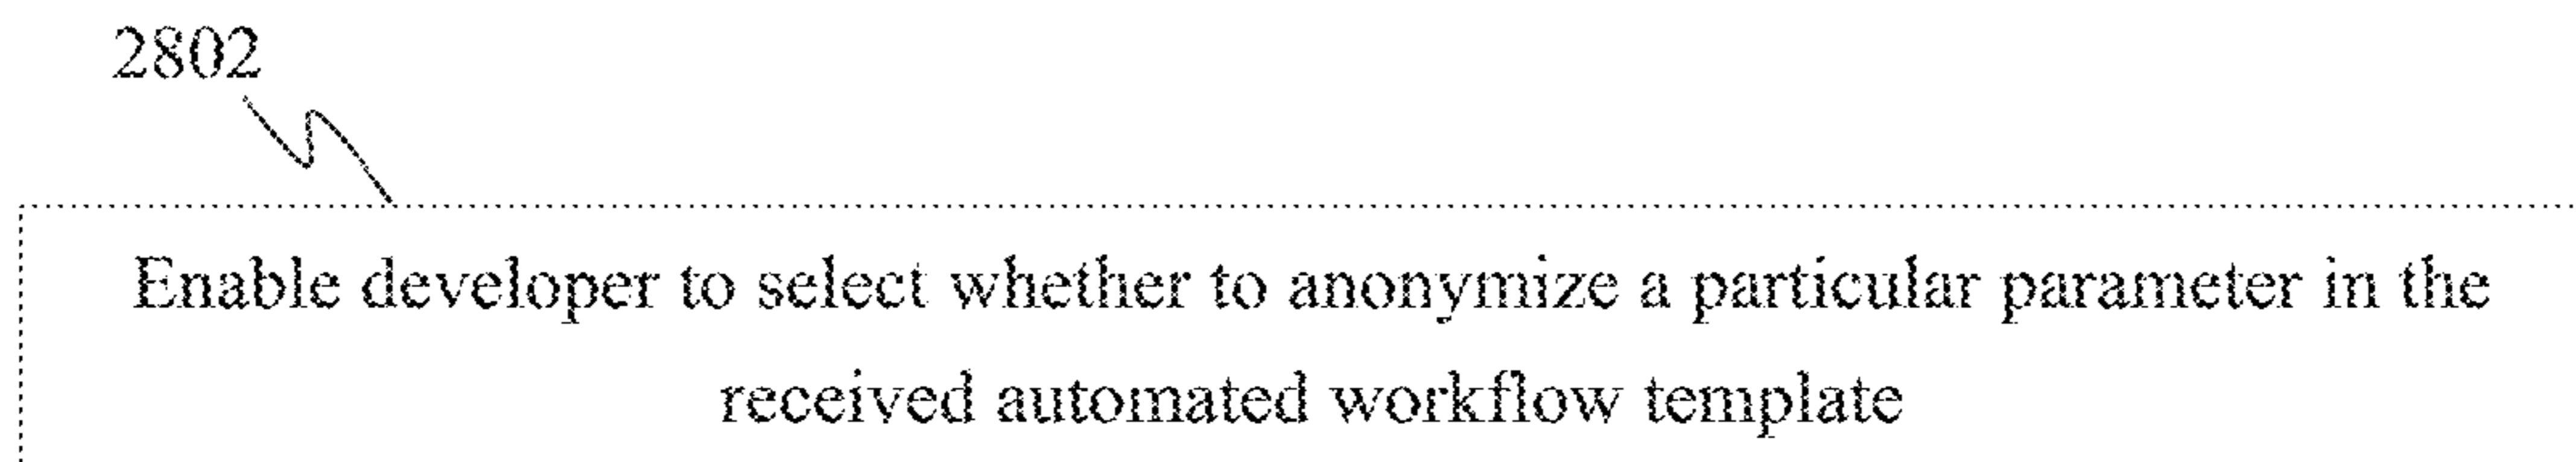 2802
Enable developer to select whether to anonymize a particular parameter in the
received automated workflow template